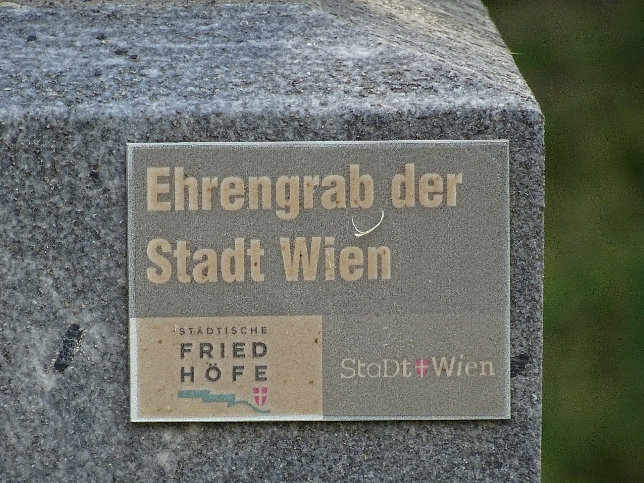 Ehrengrab der
Stadt Wien
STÄDTISCHE
FRIED
HÖFE
StaDt Wien